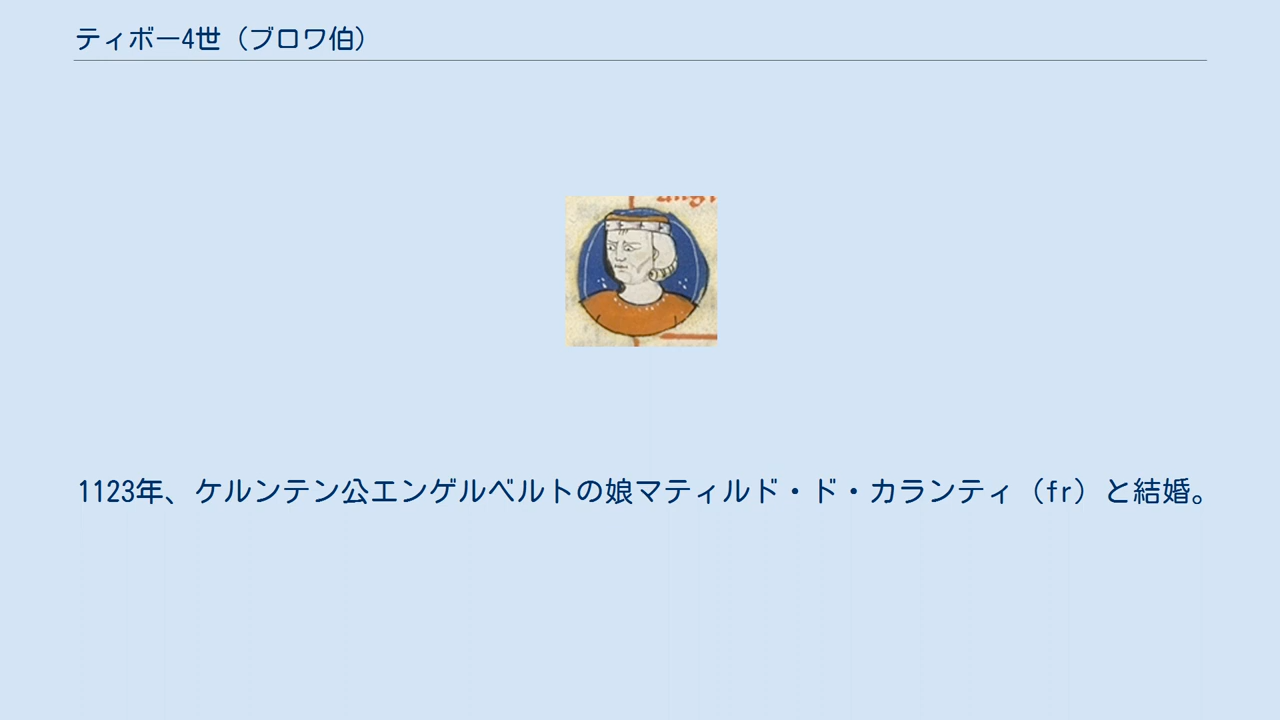 ティボー4世（ブロワ伯）
1123年、ケルンテン公エンゲルベルトの娘マティルド・ド・カランティ（fr）と結婚。